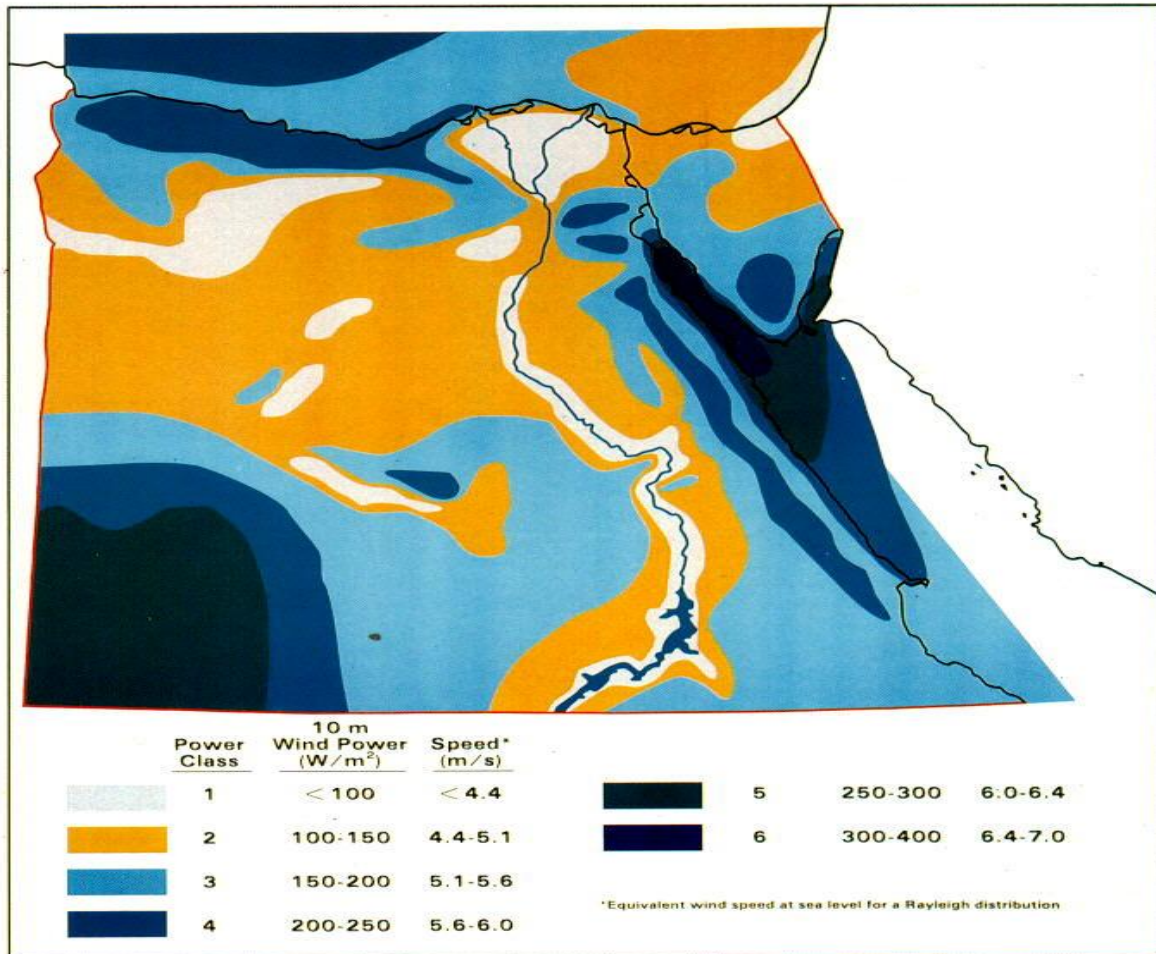 10 m
Power Wind Power Speed*
Class (W/m²) (m/s)
1 < 100 < 4.4
2 100-150 4.4-5.1
3 150-200 5.1-5.6
4 200-250 5.6-6.0
5 250-300 6.0-6.4
6 300-400 6.4-7.0
*Equivalent wind speed at sea level for a Rayleigh distribution